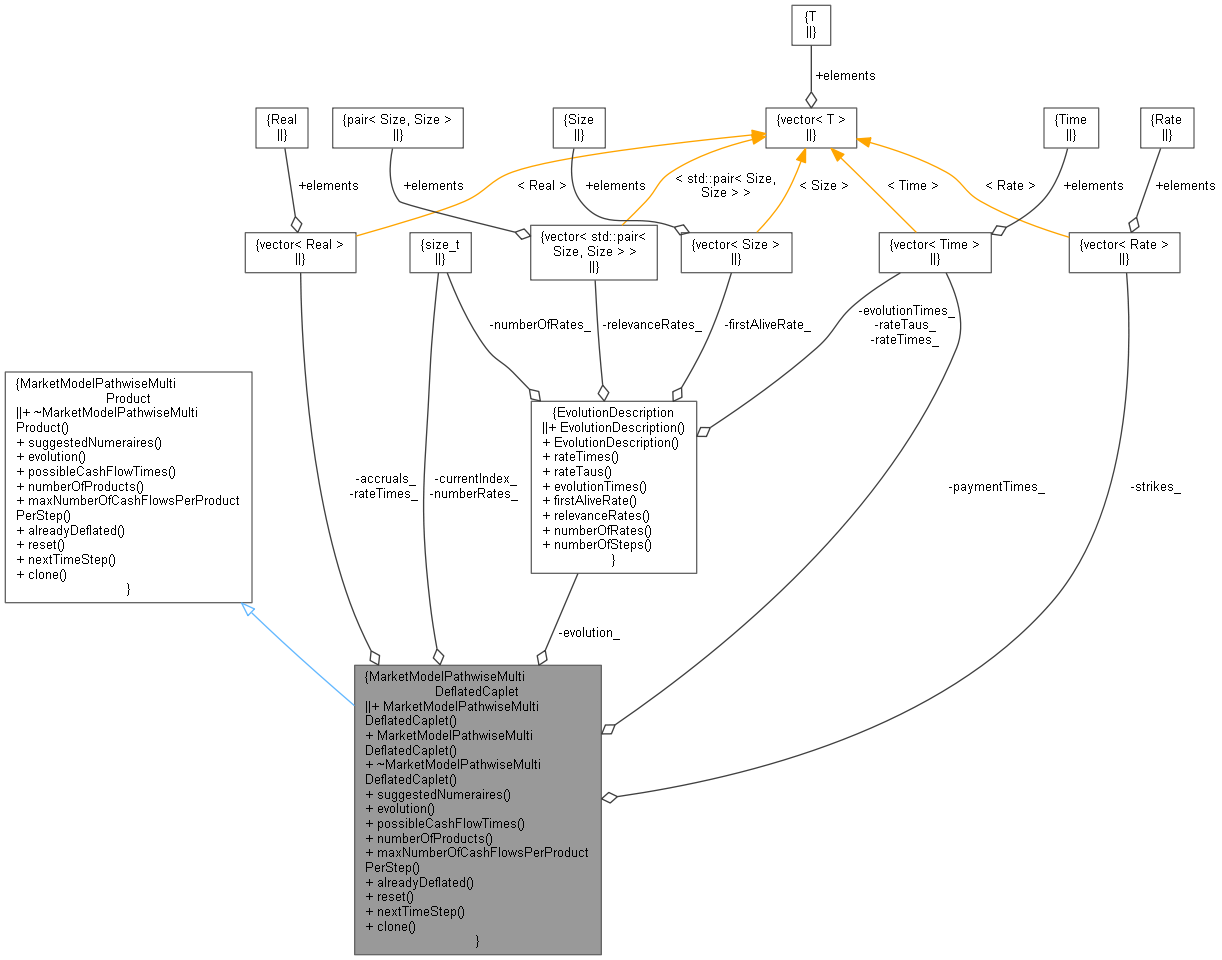 {T
||}
+elements
{Real
||}
{pair< Size, Size >
||}
{Size
||}
{vector< T >
||}
{Time
||}
{Rate
||}
+elements
+elements
< Real >
+elements
< std::pair< Size,
Size > >
< Size >
< Time >
< Rate >
+elements
+elements
{vector< Real >
||}
{size_t
||}
{vector< std::pair<
Size, Size > >
||}
{vector< Size >
||}
{vector< Time >
||}
{vector< Rate >
||}
-numberOfRates_
-relevanceRates_
-firstAliveRate_
-evolutionTimes_
-rateTaus_
-rateTimes_
{MarketModelPathwiseMulti
Product
||+ ~MarketModelPathwiseMulti
Product()
+ suggestedNumeraires()
+ evolution()
+ possibleCashFlowTimes()
+ numberOfProducts()
+ maxNumberOfCashFlowsPerProduct
PerStep()
+ alreadyDeflated()
+ reset()
+ nextTimeStep()
+ clone()
}
-accruals_
-rateTimes_
-currentIndex_
-numberRates_
{EvolutionDescription
||+ EvolutionDescription()
+ EvolutionDescription()
+ rateTimes()
+ rateTaus()
+ evolutionTimes()
+ firstAliveRate()
+ relevanceRates()
+ numberOfRates()
+ numberOfSteps()
}
-paymentTimes_
-strikes_
-evolution_
{MarketModelPathwiseMulti
DeflatedCaplet
||+ MarketModelPathwiseMulti
DeflatedCaplet()
+ MarketModelPathwiseMulti
DeflatedCaplet()
+ ~MarketModelPathwiseMulti
DeflatedCaplet()
+ suggestedNumeraires()
+ evolution()
+ possibleCashFlowTimes()
+ numberOfProducts()
+ maxNumberOfCashFlowsPerProduct
PerStep()
+ alreadyDeflated()
+ reset()
+ nextTimeStep()
+ clone()
}